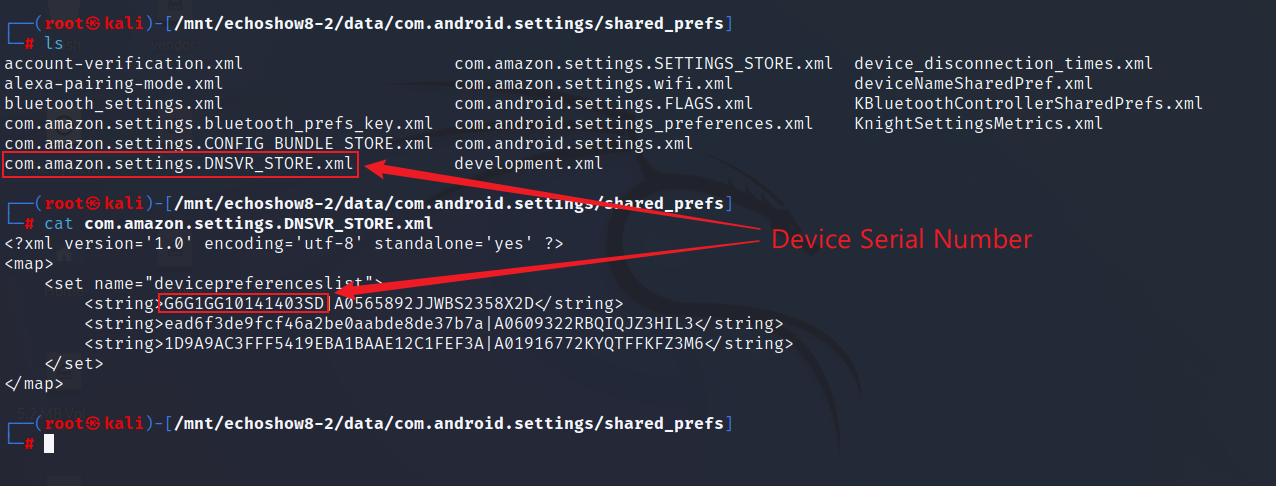 ┌──(root㉿kali)-[/mnt/echoshow8-2/data/com.android.settings/shared_prefs]
└─# ls
account-verification.xml com.amazon.settings.SETTINGS_STORE.xml device_disconnection_times.xml
alexa-pairing-mode.xml com.amazon.settings.wifi.xml deviceNameSharedPref.xml
bluetooth_settings.xml com.android.settings.FLAGS.xml KBluetoothControllerSharedPrefs.xml
com.amazon.settings.bluetooth_prefs_key.xml com.android.settings_preferences.xml KnightSettingsMetrics.xml
com.amazon.settings.CONFIG_BUNDLE_STORE.xml com.android.settings.xml
com.amazon.settings.DNSVR_STORE.xml development.xml
┌──(root㉿kali)-[/mnt/echoshow8-2/data/com.android.settings/shared_prefs]
└─# cat com.amazon.settings.DNSVR_STORE.xml
<?xml version='1.0' encoding='utf-8' standalone='yes' ?>
Device Serial Number
<map>
<set name="devicepreferenceslist">
<string>G6G1GG10141403SD|A0565892JJWBS2358X2D</string>
<string>ead6f3de9fcf46a2be0aabde8de37b7a|A0609322RBQIQJZ3HIL3</string>
<string>1D9A9AC3FFF5419EBA1BAAE12C1FEF3A|A01916772KYQTFFKFZ3M6</string>
</set>
</map>
┌──(root㉿kali)-[/mnt/echoshow8-2/data/com.android.settings/shared_prefs]
└─#